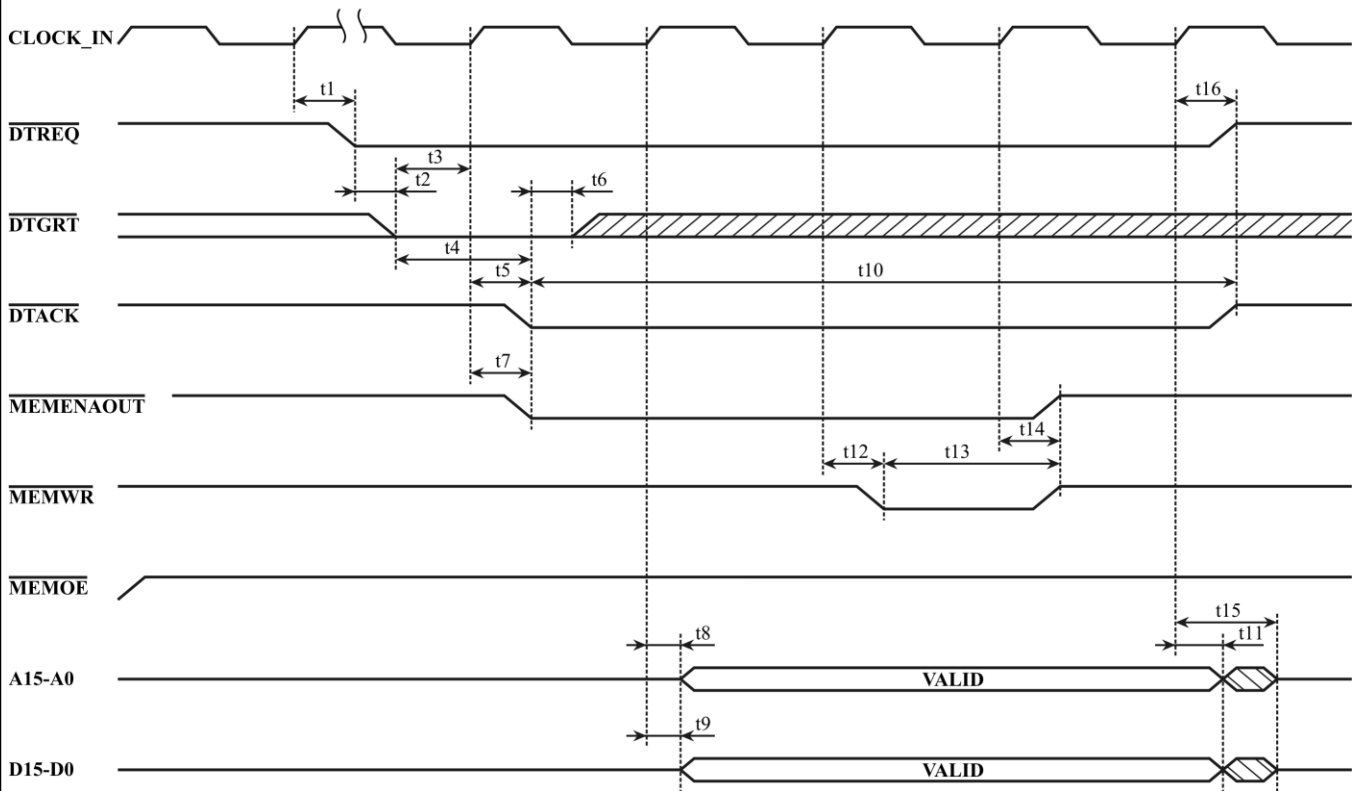 CLOCK_IN
t1
t16
DTREQ
t3
t2
t6
DTGRT
t4
t5
t10
DTACK
t7
MEMENAOUT
t14
t12
t13
MEMWR
MEMOE
t15
t8
t11
A15-A0
VALID
t9
D15-D0
VALID